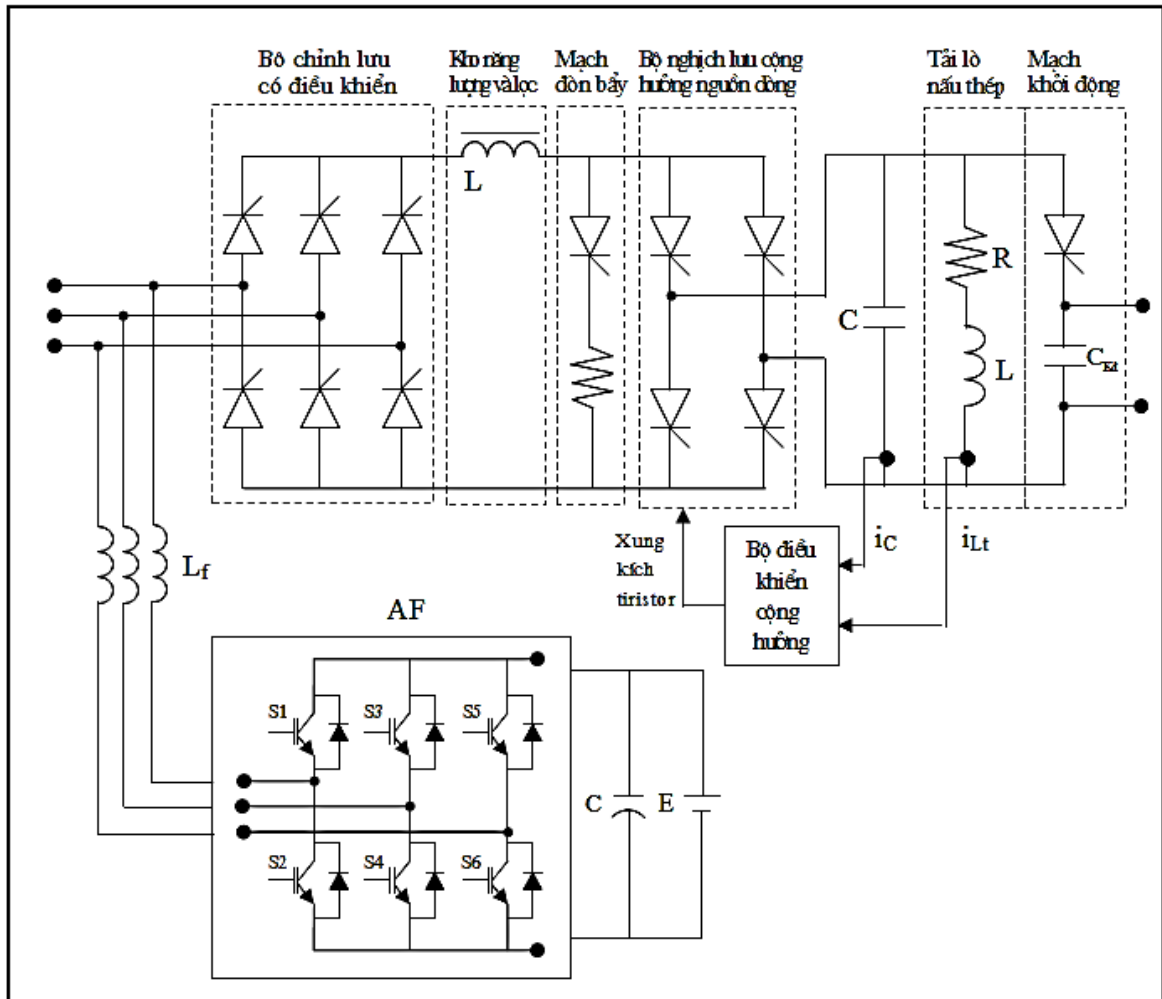 Bô chỉnh lưu
có điều khiển
Kho năng
lượng và lọc
Mạch
đòn bẩy
Bộ nghịch lưu cộng
hưởng nguồn dòng
Tải lò
nấu thép
Mạch
khởi động
L
R
C
L
C
Xung
kích
tiristor
Bộ điều
khiển
cộng
hưởng
iC
iLt
Lf
AF
S1
S3
S5
C
E
S2
S4
S6